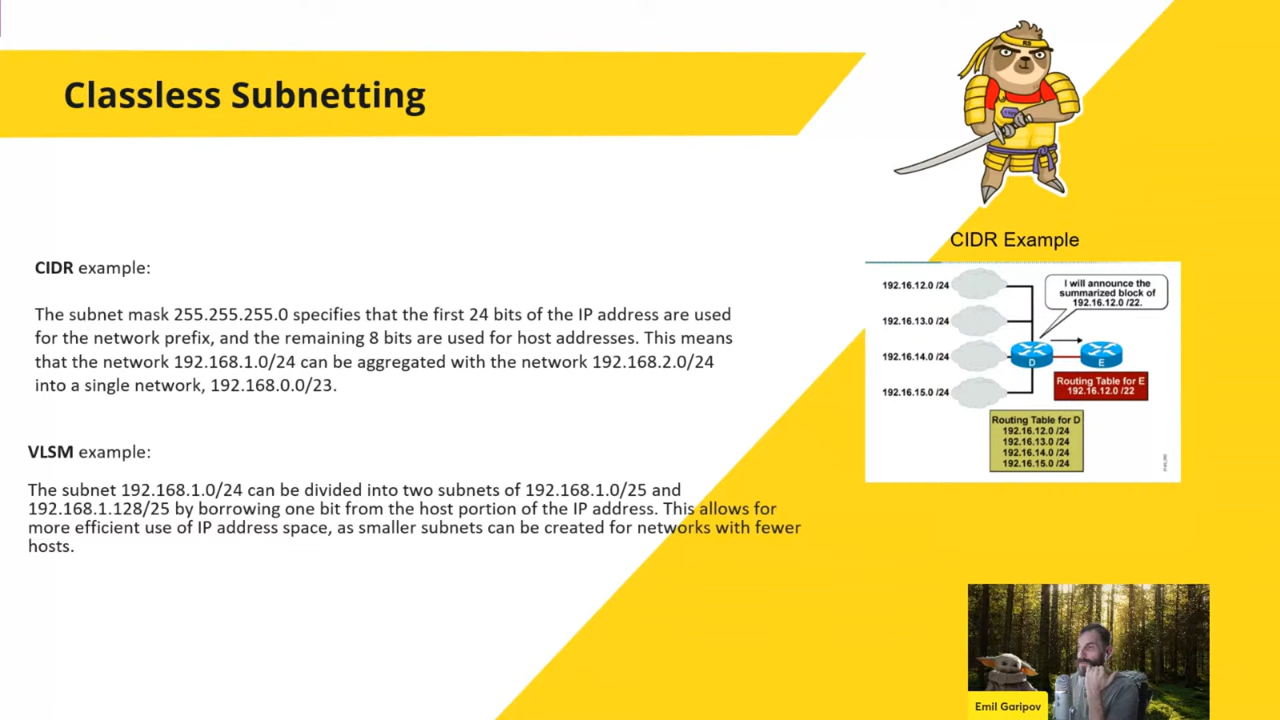 Classless Subnetting
RS
CIDR example:
The subnet mask 255.255.255.0 specifies that the first 24 bits of the IP address are used
for the network prefix, and the remaining 8 bits are used for host addresses. This means
that the network 192.168.1.0/24 can be aggregated with the network 192.168.2.0/24
into a single network, 192.168.0.0/23.
VLSM example:
The subnet 192.168.1.0/24 can be divided into two subnets of 192.168.1.0/25 and
192.168.1.128/25 by borrowing one bit from the host portion of the IP address. This allows for
more efficient use of IP address space, as smaller subnets can be created for networks with fewer
hosts.
CIDR Example
192.16.12.0 /24
192.16.13.0 /24
192.16.14.0 /24
192.16.15.0 /24
I will announce the
summarized block of
192.16.12.0 /22.
D
E
Routing Table for E
192.16.12.0 /22
Routing Table for D
192.16.12.0 /24
192.16.13.0 /24
192.16.14.0 /24
192.16.15.0 /24
Emil Garipov